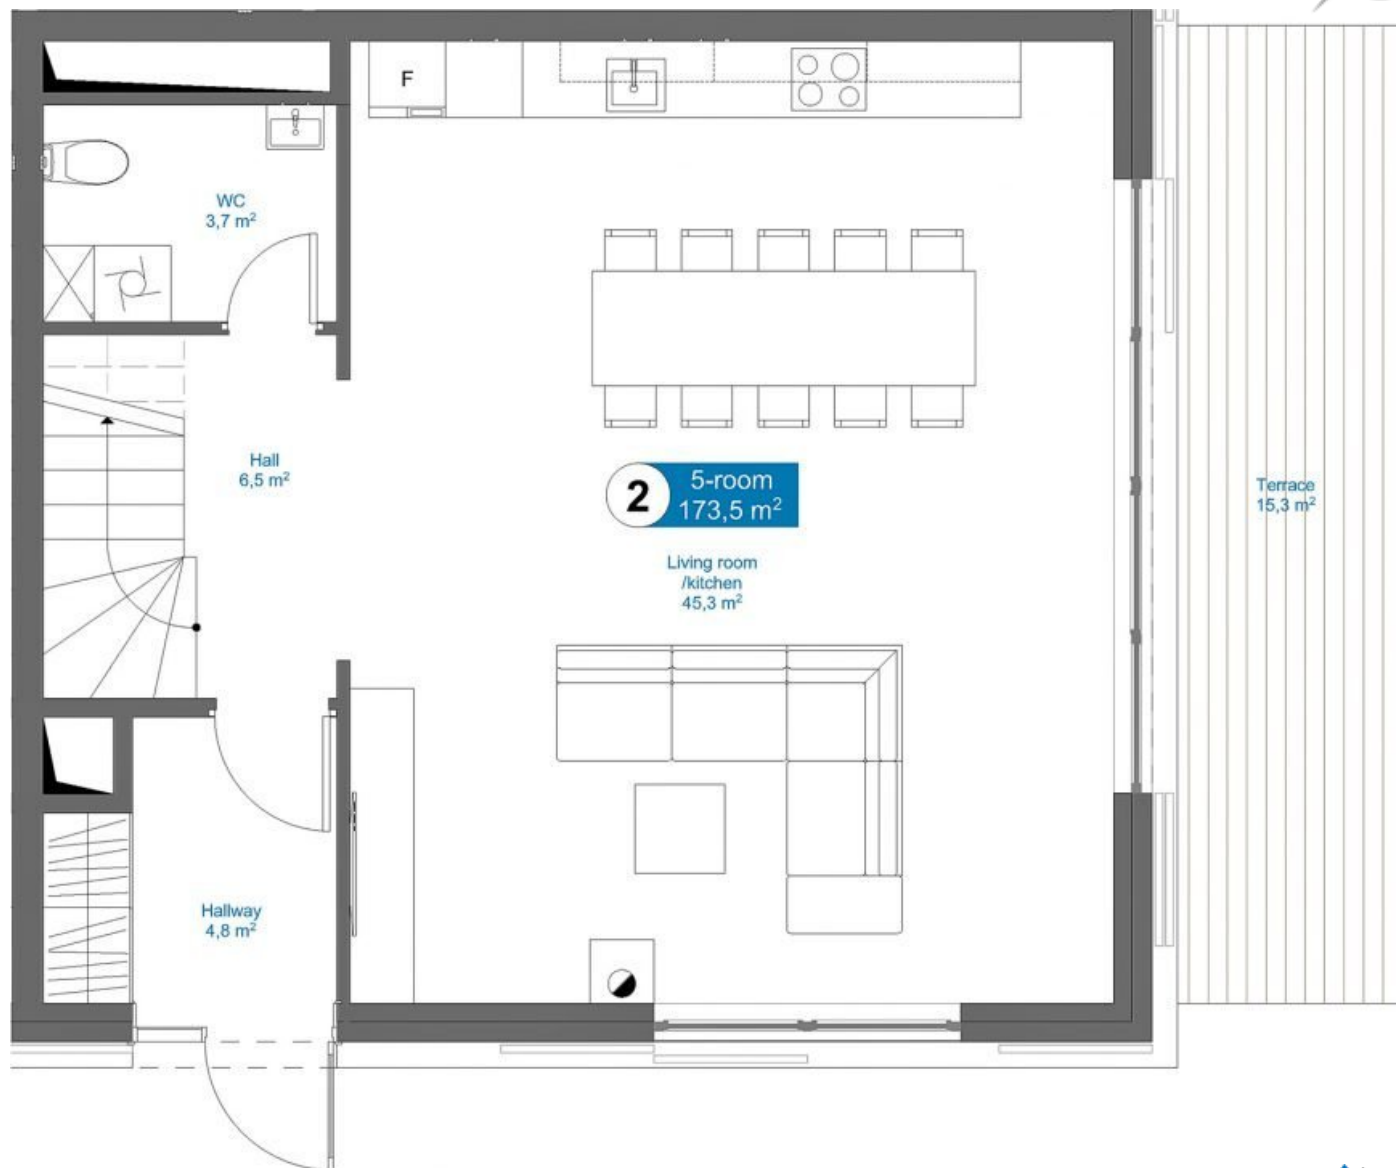 F
WC
3,7 m²
Hall
6,5 m²
2
5-room
173,5 m²
Living room
/kitchen
45,3 m²
Terrace
15,3 m²
Hallway
4,8 m²